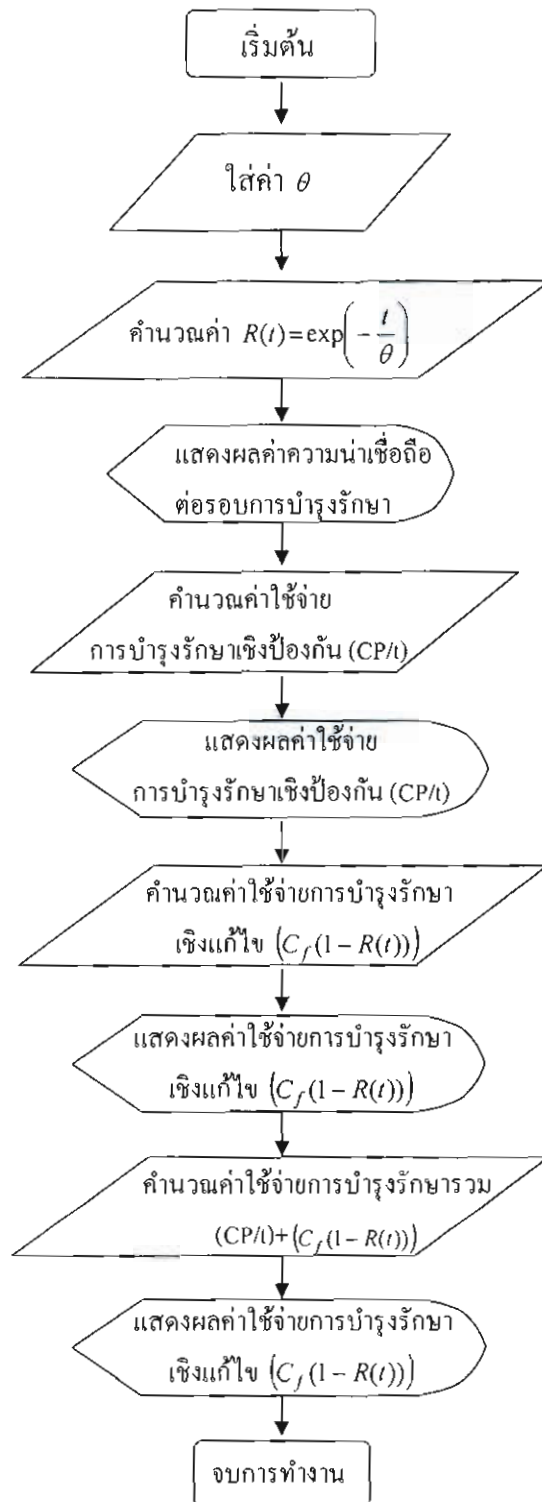 เริ่มต้น
ใส่ค่า θ
คำนวณค่า R(t)=exp(-t/θ)
แสดงผลค่าความน่าเชื่อถือ
ต่อรอบการบำรุงรักษา
คำนวณค่าใช้จ่าย
การบำรุงรักษาเชิงป้องกัน (CP/t)
แสดงผลค่าใช้จ่าย
การบำรุงรักษาเชิงป้องกัน (CP/t)
คำนวณค่าใช้จ่ายการบำรุงรักษา
เชิงแก้ไข (C_f(1-R(t)))
แสดงผลค่าใช้จ่ายการบำรุงรักษา
เชิงแก้ไข (C_f(1-R(t)))
คำนวณค่าใช้จ่ายการบำรุงรักษารวม
(CP/t)+(C_f(1-R(t)))
แสดงผลค่าใช้จ่ายการบำรุงรักษา
เชิงแก้ไข (C_f(1-R(t)))
จบการทำงาน